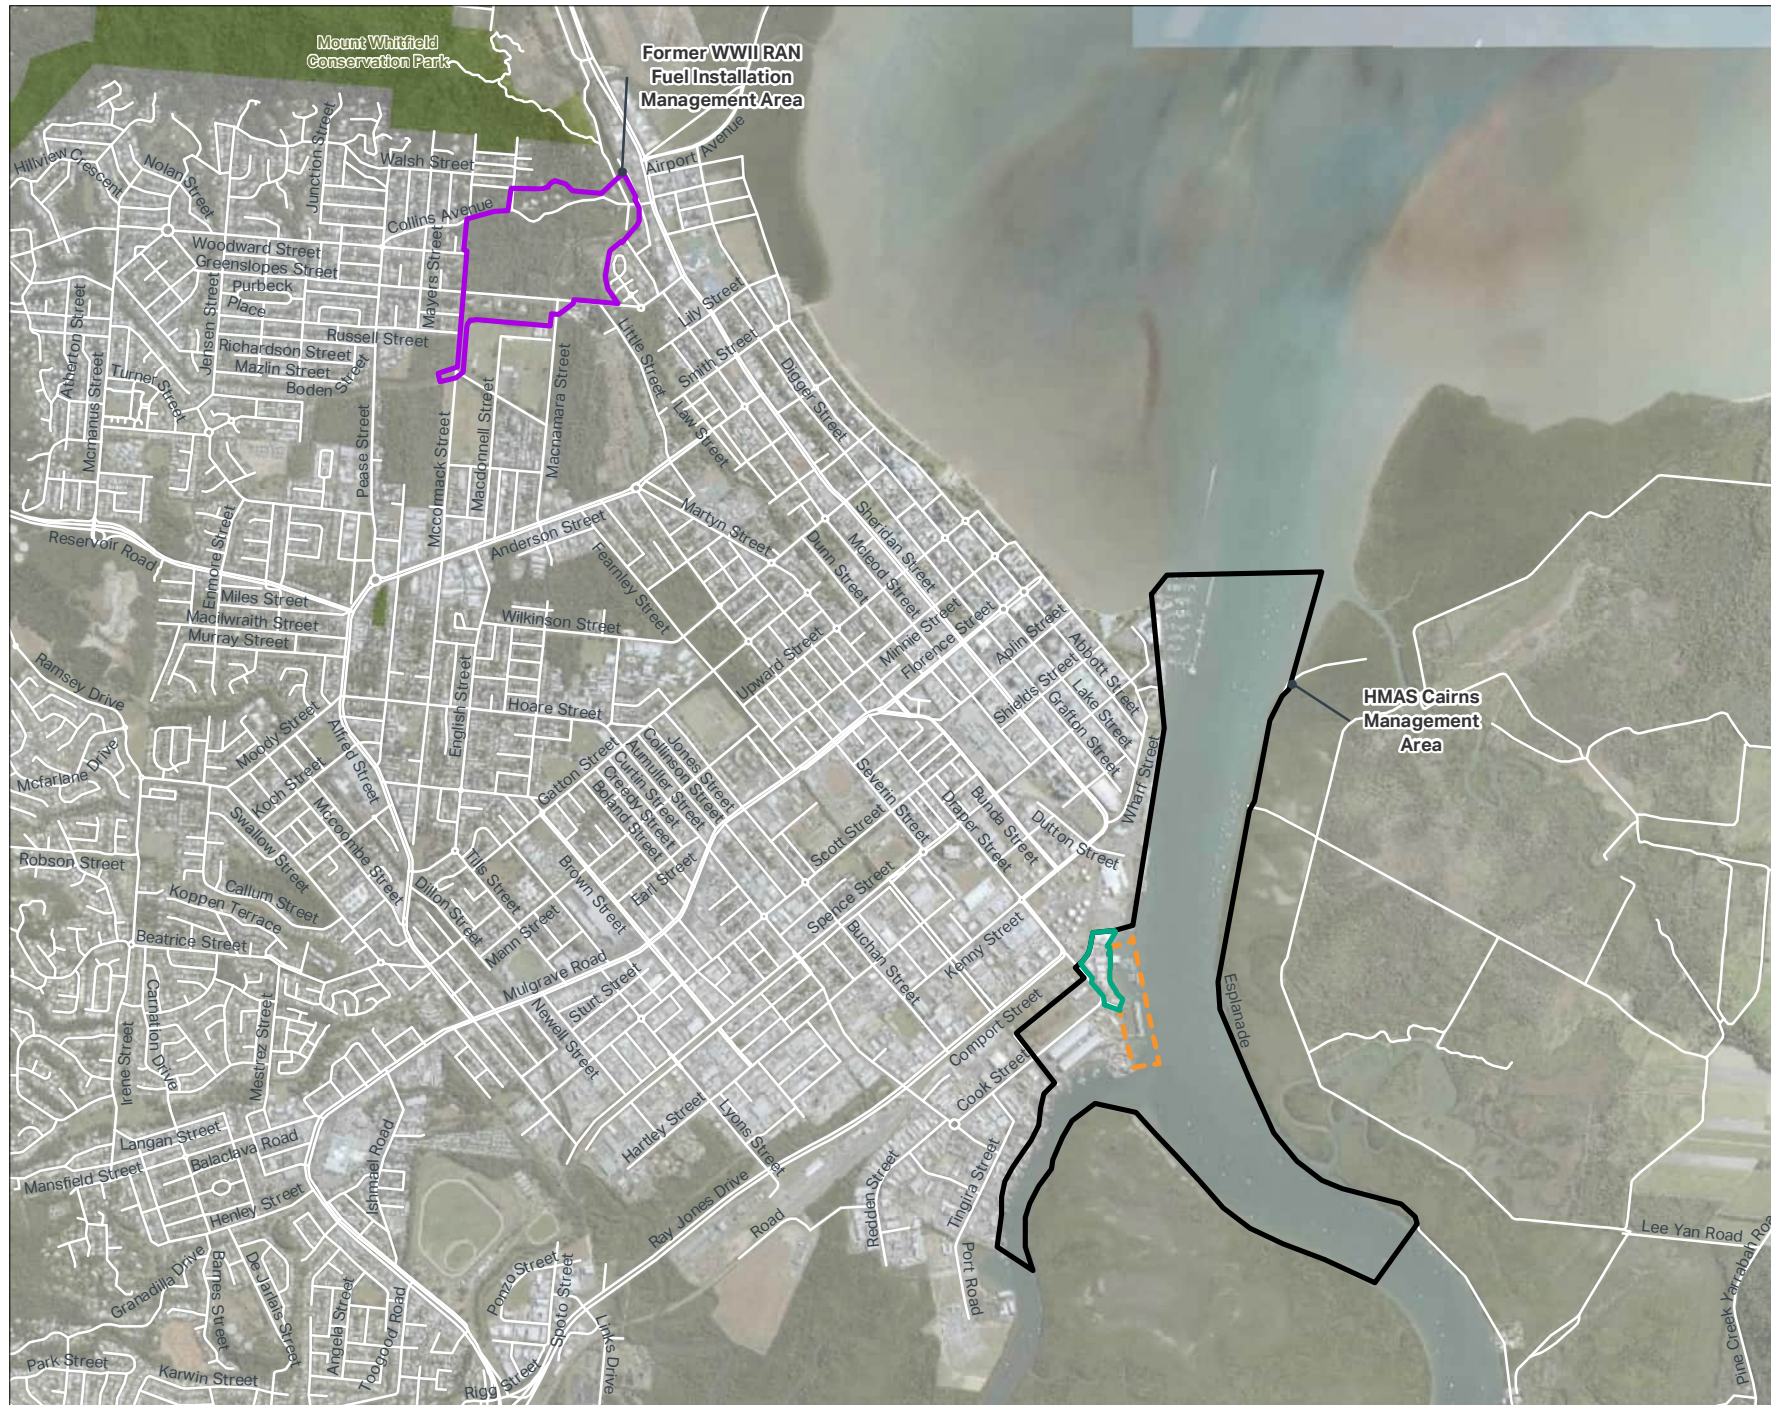 Mount Whitfield
Conservation Park
Former WWII RAN
Fuel Installation
Management Area
Airport Avenue
Hillview Crescent
Nolan Street
Junction Street
Walsh Street
Collins Avenue
Woodward Street
Greenslopes Street
Purbeck
Place
Mayers Street
Jensen Street
Russell Street
Richardson Street
Mazlin Street
Boden Street
Atherton Street
Mcmanus Street
Turner Street
Pease Street
Mccormack Street
Macdonnell Street
Macnamara Street
Little Street
Lily Street
Smith Street
Law Street
Digger Street
Reservoir Road
Enmore Street
Miles Street
Macilwraith Street
Murray Street
Anderson Street
Martyn Street
Fearnley Street
Dunn Street
Sheridan Street
Mcleod Street
Wilkinson Street
Minnie Street
Florence Street
Aplin Street
Abbott Street
Upward Street
Shields Street
Lake Street
Grafton Street
Ramsey Drive
Moody Street
Alfred Street
English Street
Hoare Street
HMAS Cairns
Management
Area
Mcfarlane Drive
Koch Street
Mccoombe Street
Swallow Street
Gatton Street
Jones Street
Collinson Street
Aumuller Street
Curtin Street
Creedy Street
Boland Street
Severin Street
Scott Street
Draper Street
Bunda Street
Dutton Street
Wharf Street
Robson Street
Callum Street
Koppen Terrace
Beatrice Street
Dillon Street
Tills Street
Mann Street
Brown Street
Earl Street
Spence Street
Buchan Street
Kenny Street
Mulgrave Road
Sturt Street
Newell Street
Comport Street
Cook Street
Esplanade
Irene Street
Carnation Drive
Mestrez Street
Langan Street
Balaclava Road
Mansfield Street
Henley Street
Ishmael Road
Hartley Street
Lyons Street
Ray Jones Drive
Road
Redden Street
Tingira Street
Port Road
Lee Yan Road
Pine Creek Yarrabah Roa
Granadilla Drive
Barnes Street
De Jarlais Street
Angela Street
Toogood Road
Ponzo Street
Spoto Street
Links Drive
Rigg Street
Park Street
Karwin Street